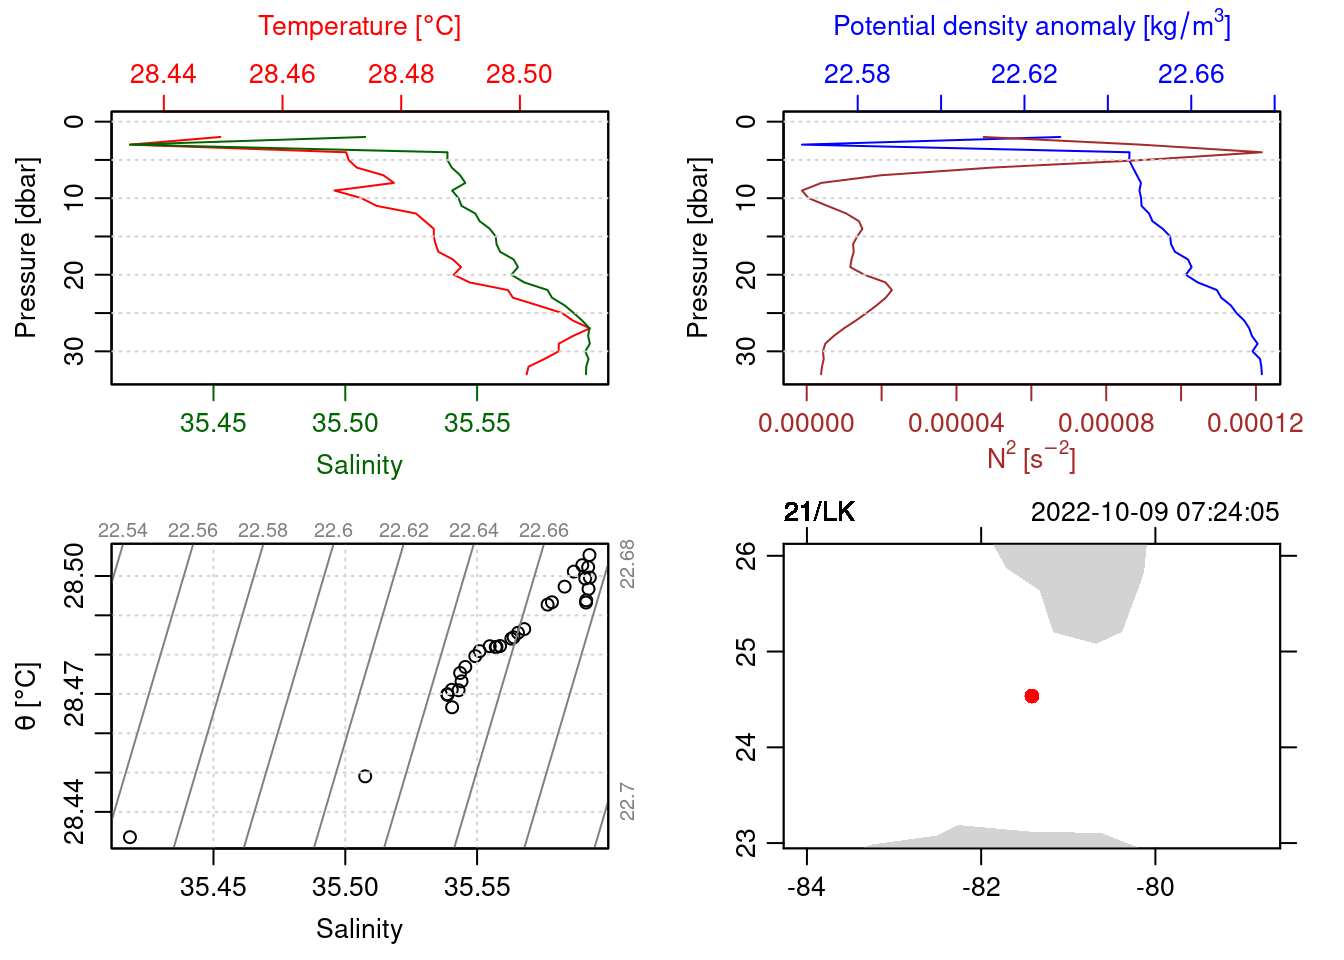 Temperature [°C]
28.44 28.46 28.48 28.50
Pressure [dbar]
0
10
20
30
35.45 35.50 35.55
Salinity
Potential density anomaly [kg/m³]
22.58 22.62 22.66
Pressure [dbar]
0
10
20
30
0.00000 0.00004 0.00008 0.00012
N² [s⁻²]
22.54 22.56 22.58 22.6 22.62 22.64 22.66
22.68
22.7
θ [°C]
28.50
28.47
28.44
35.45 35.50 35.55
Salinity
21/LK 2022-10-09 07:24:05
26
25
24
23
-84 -82 -80